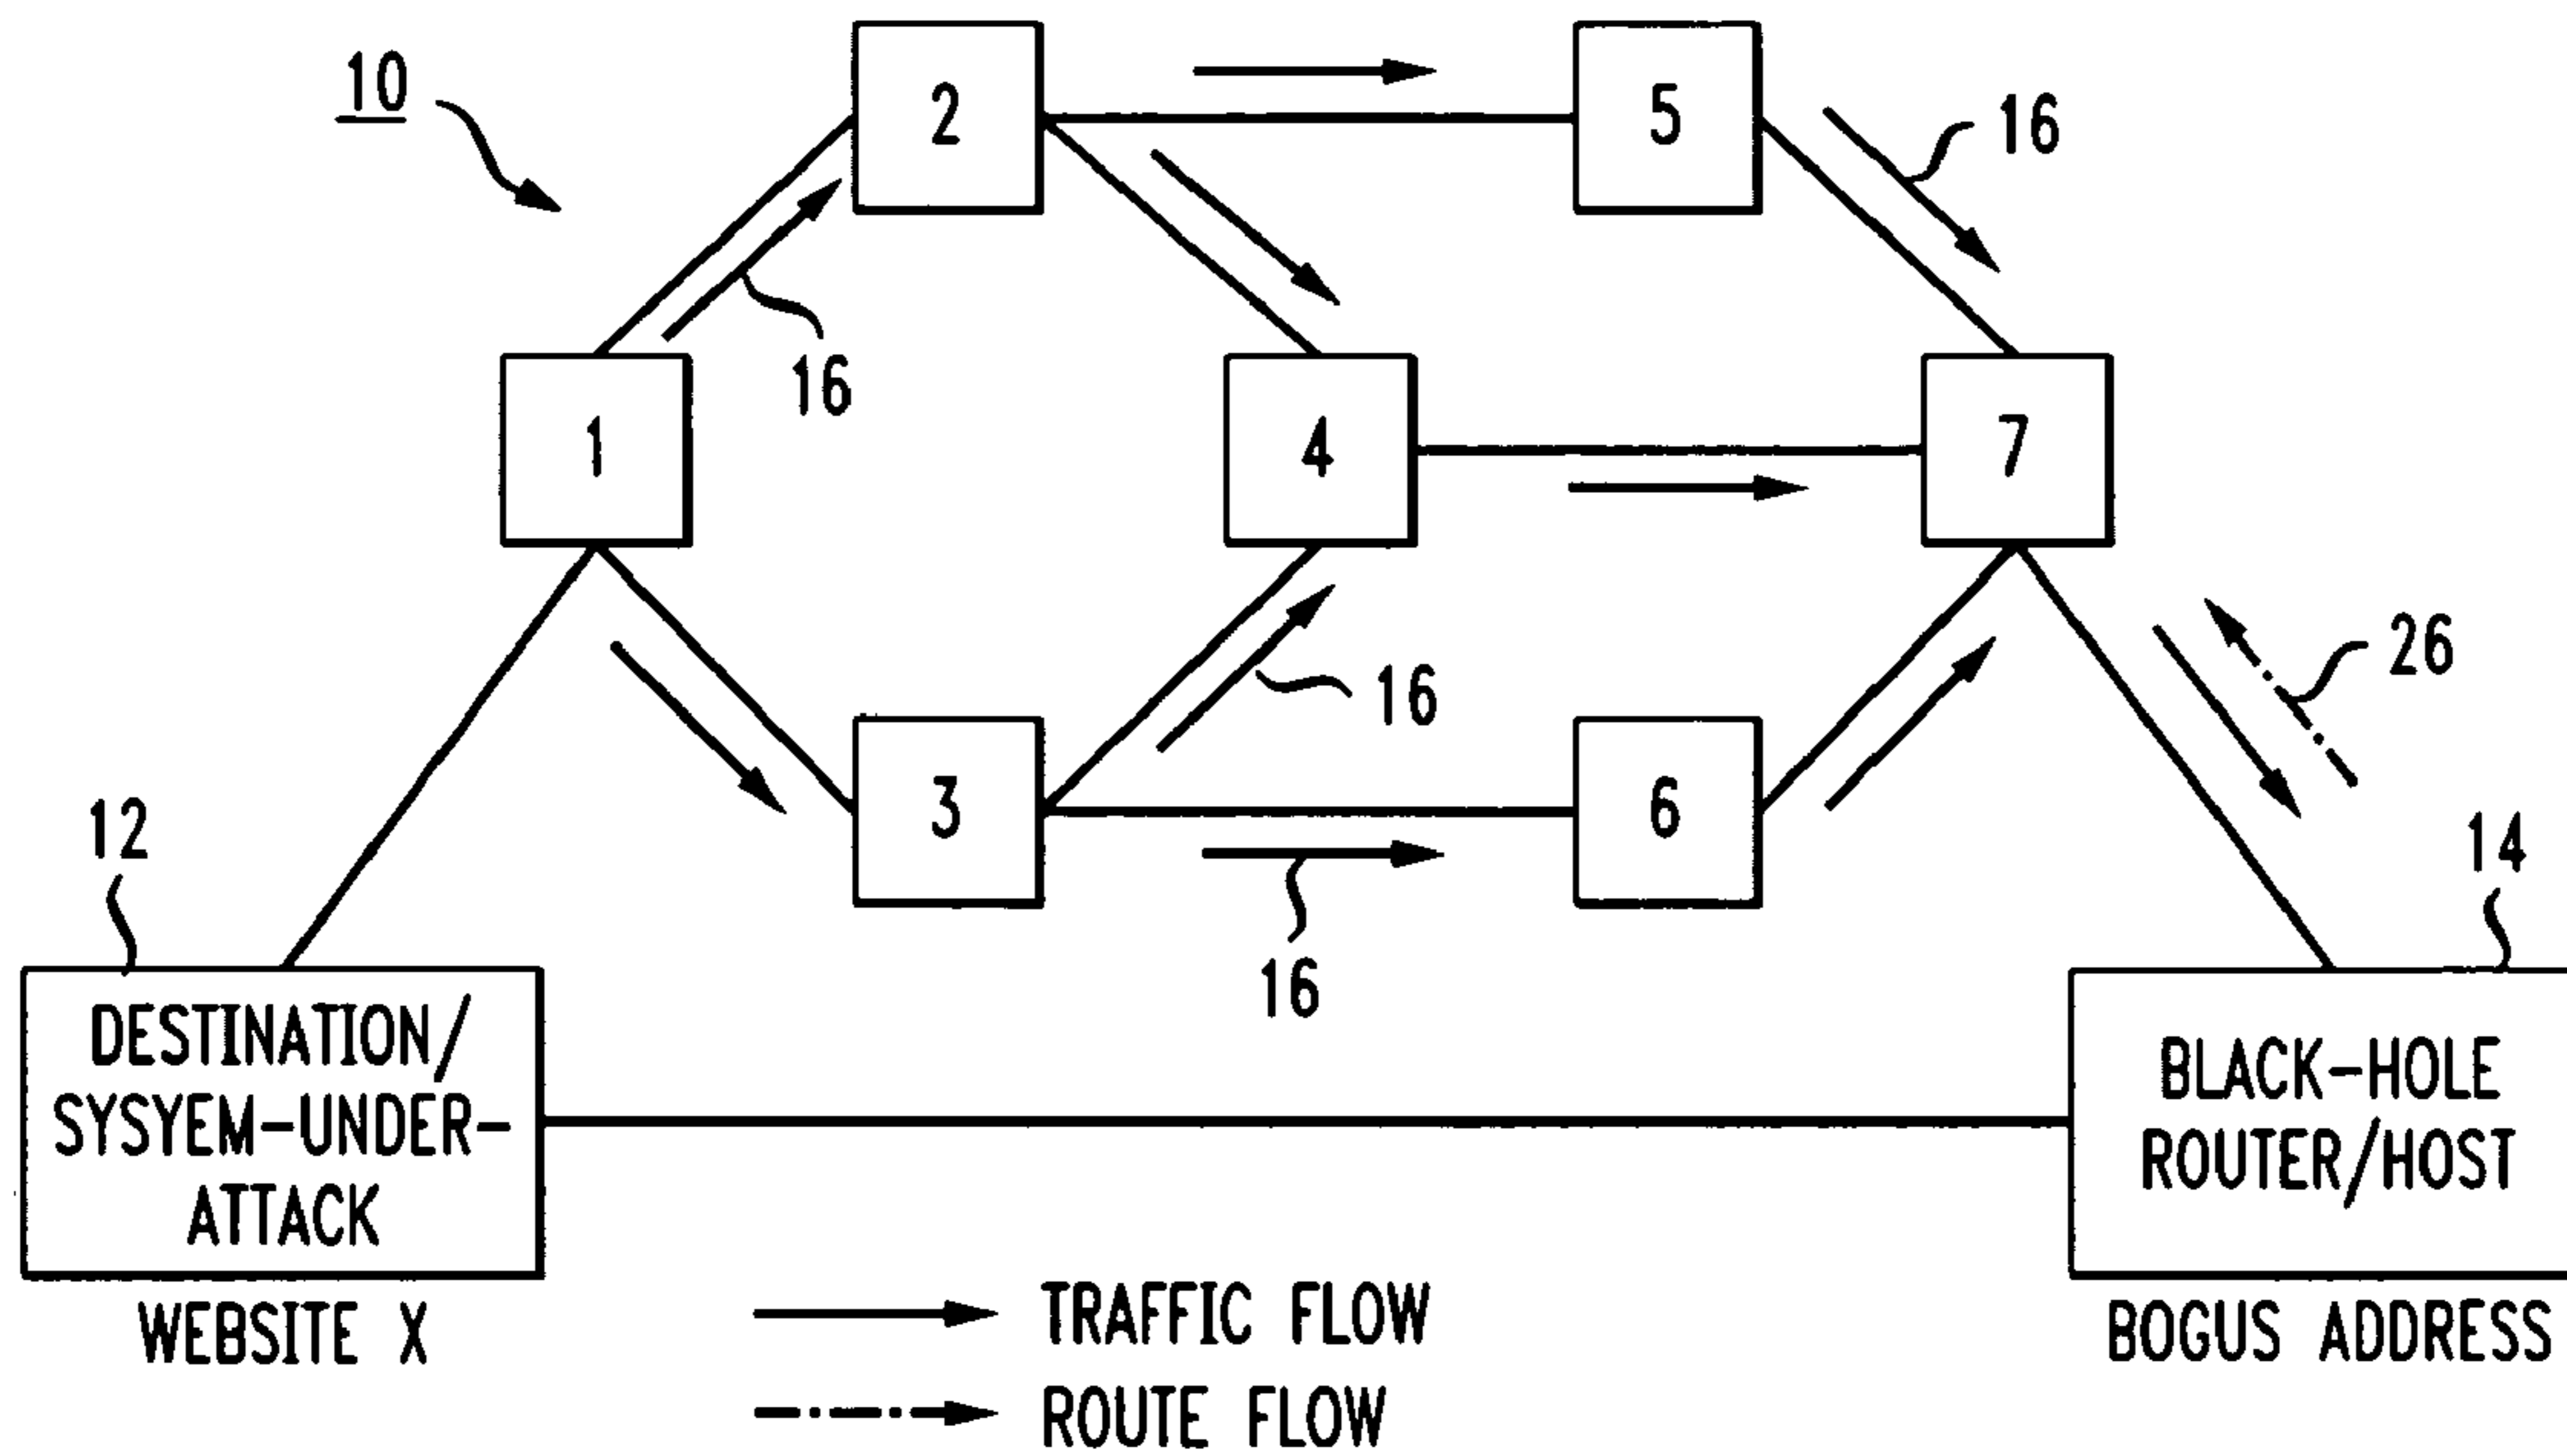 10
2
5
16
16
1
4
7
26
16
3
6
12
14
16
DESTINATION/
SYSYEM-UNDER-
ATTACK
BLACK-HOLE
ROUTER/HOST
WEBSITE X
BOGUS ADDRESS
TRAFFIC FLOW
ROUTE FLOW